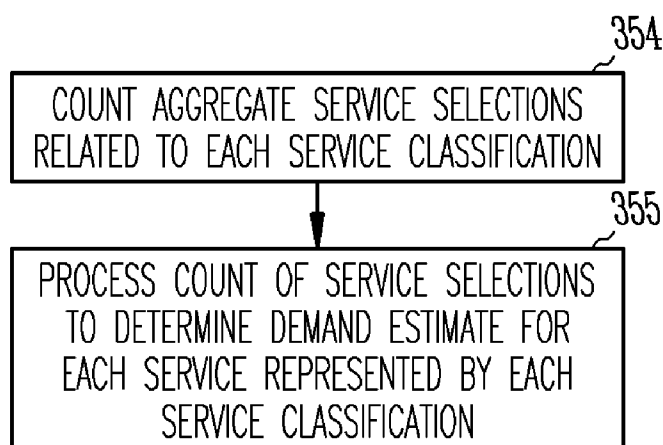 354
COUNT AGGREGATE SERVICE SELECTIONS
RELATED TO EACH SERVICE CLASSIFICATION
355
PROCESS COUNT OF SERVICE SELECTIONS
TO DETERMINE DEMAND ESTIMATE FOR
EACH SERVICE REPRESENTED BY EACH
SERVICE CLASSIFICATION